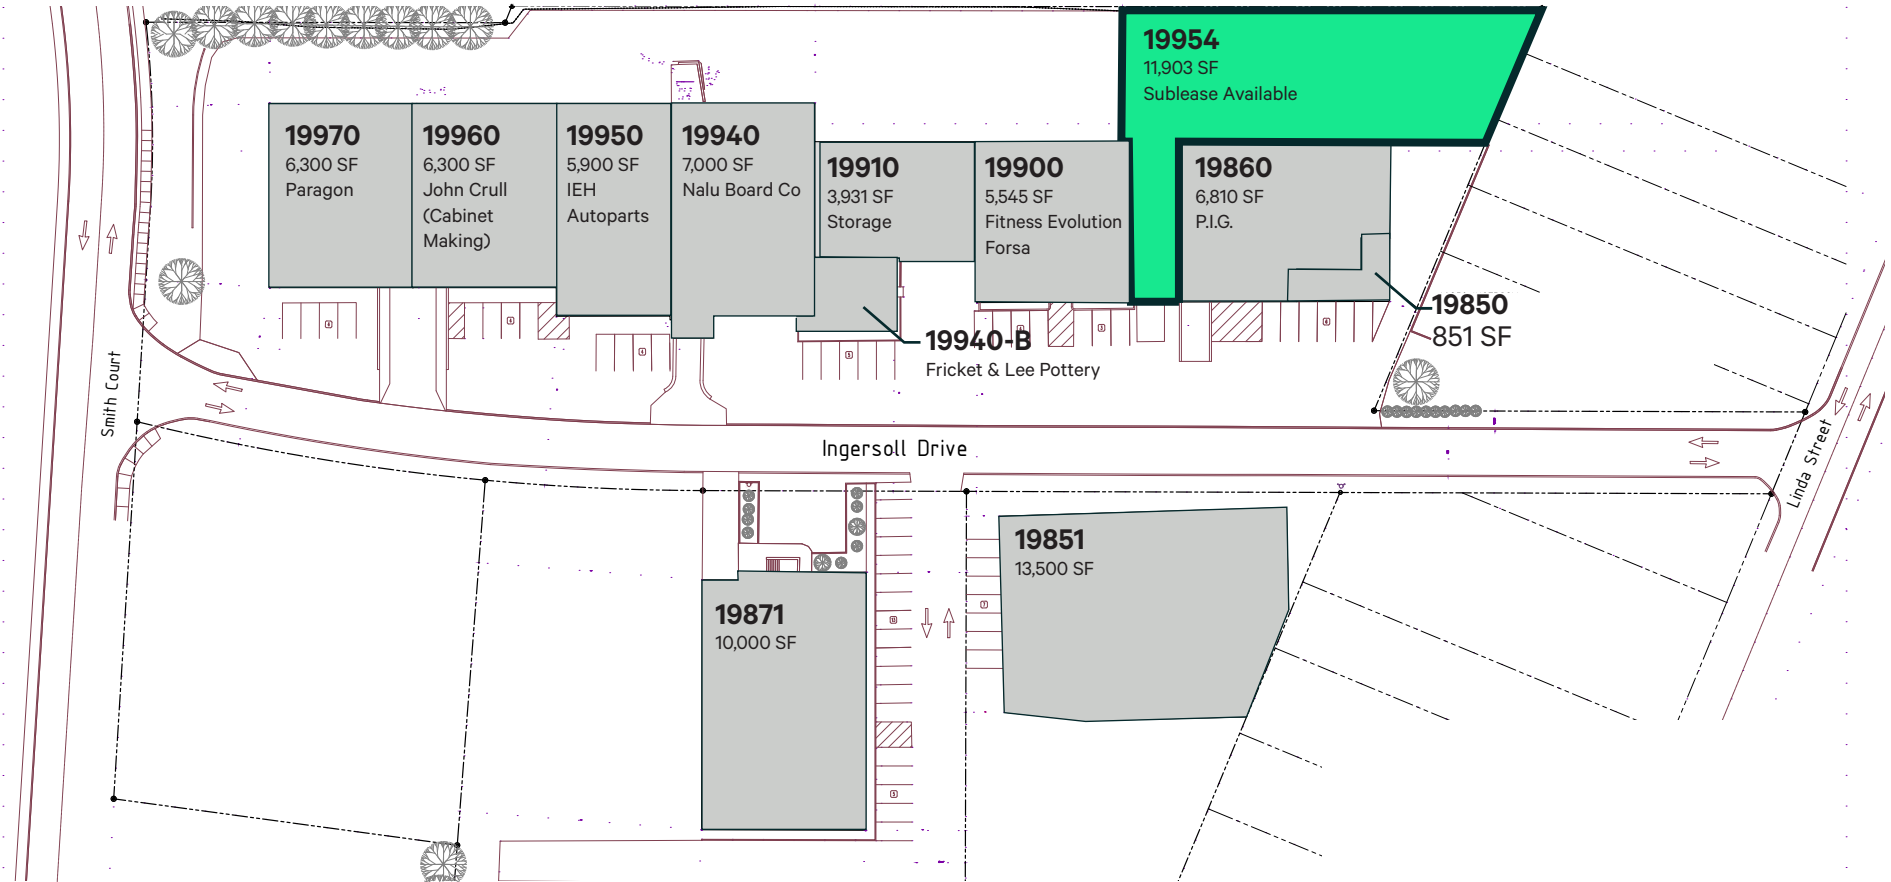 19954
11,903 SF
Sublease Available
19970
6,300 SF
Paragon
19960
6,300 SF
John Crull
(Cabinet
Making)
19950
5,900 SF
IEH
Autoparts
19940
7,000 SF
Nalu Board Co
19910
3,931 SF
Storage
19900
5,545 SF
Fitness Evolution
Forsa
19860
6,810 SF
P.I.G.
19850
851 SF
19940-B
Fricket & Lee Pottery
Smith Court
Ingersoll Drive
Linda Street
19851
13,500 SF
19871
10,000 SF